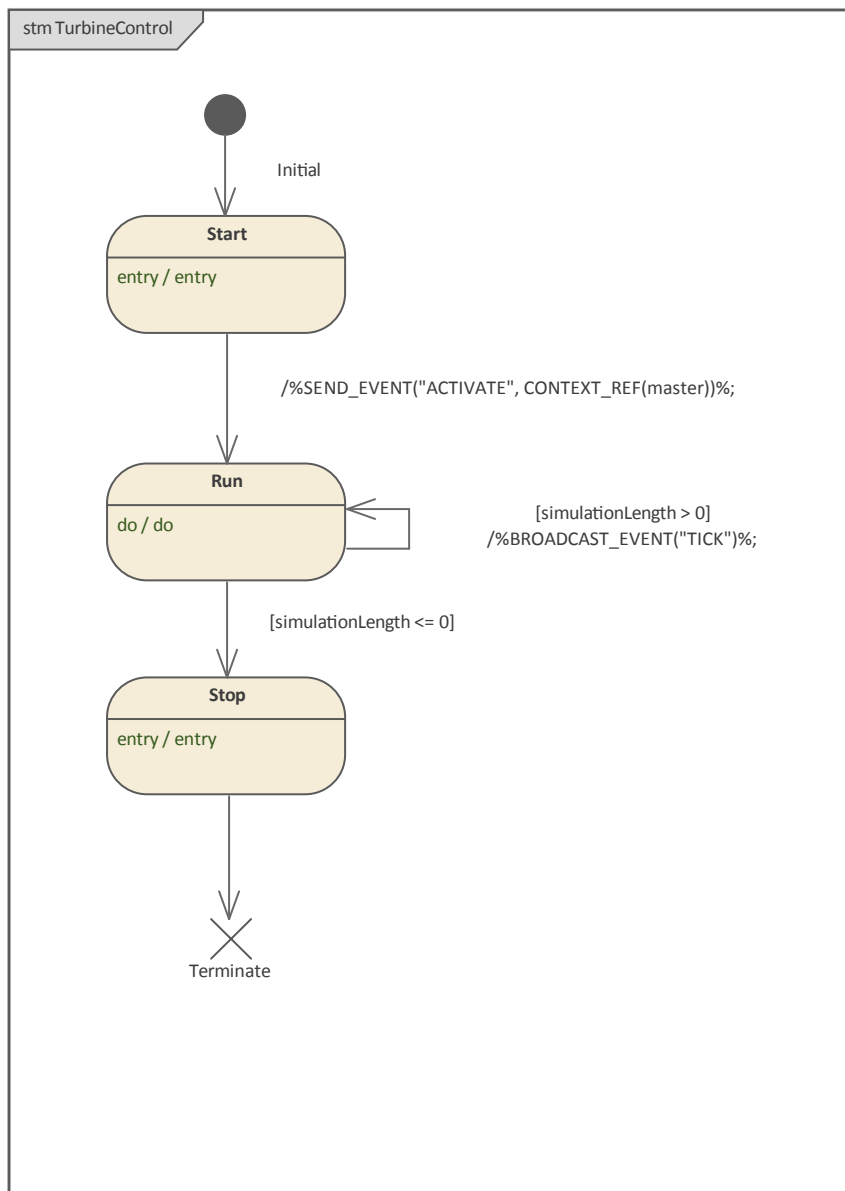 stm TurbineControl
Initial
Start
entry / entry
/%SEND_EVENT("ACTIVATE", CONTEXT_REF(master))%;
Run
do / do
[simulationLength > 0]
/%BROADCAST_EVENT("TICK")%;
[simulationLength <= 0]
Stop
entry / entry
Terminate